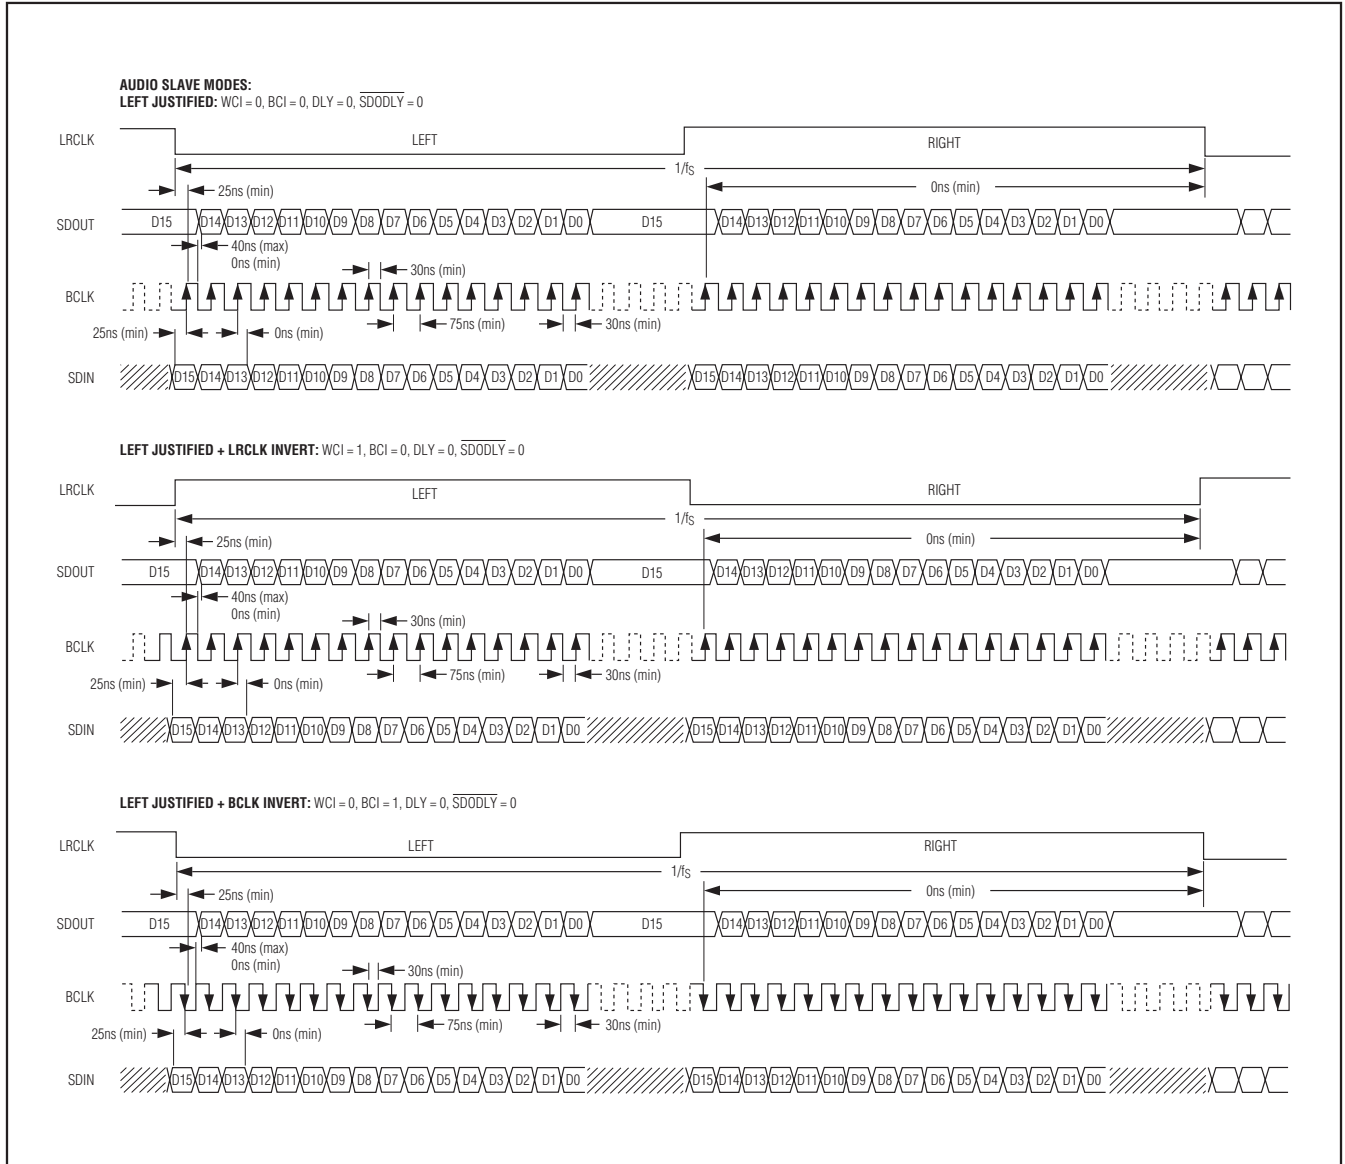 AUDIO SLAVE MODES:
LEFT JUSTIFIED: WCI = 0, BCI = 0, DLY = 0, SDODLY = 0
LRCLK LEFT RIGHT
1/fS
25ns (min) 0ns (min)
SDOUT D15 D14 D13 D12 D11 D10 D9 D8 D7 D6 D5 D4 D3 D2 D1 D0 D15 D14 D13 D12 D11 D10 D9 D8 D7 D6 D5 D4 D3 D2 D1 D0
40ns (max)
0ns (min) 30ns (min)
BCLK
25ns (min) 0ns (min) 75ns (min) 30ns (min)
SDIN D15 D14 D13 D12 D11 D10 D9 D8 D7 D6 D5 D4 D3 D2 D1 D0 D15 D14 D13 D12 D11 D10 D9 D8 D7 D6 D5 D4 D3 D2 D1 D0
LEFT JUSTIFIED + LRCLK INVERT: WCI = 1, BCI = 0, DLY = 0, SDODLY = 0
LRCLK LEFT RIGHT
1/fS
25ns (min) 0ns (min)
SDOUT D15 D14 D13 D12 D11 D10 D9 D8 D7 D6 D5 D4 D3 D2 D1 D0 D15 D14 D13 D12 D11 D10 D9 D8 D7 D6 D5 D4 D3 D2 D1 D0
40ns (max)
0ns (min) 30ns (min)
BCLK
25ns (min) 0ns (min) 75ns (min) 30ns (min)
SDIN D15 D14 D13 D12 D11 D10 D9 D8 D7 D6 D5 D4 D3 D2 D1 D0 D15 D14 D13 D12 D11 D10 D9 D8 D7 D6 D5 D4 D3 D2 D1 D0
LEFT JUSTIFIED + BCLK INVERT: WCI = 0, BCI = 1, DLY = 0, SDODLY = 0
LRCLK LEFT RIGHT
1/fS
25ns (min) 0ns (min)
SDOUT D15 D14 D13 D12 D11 D10 D9 D8 D7 D6 D5 D4 D3 D2 D1 D0 D15 D14 D13 D12 D11 D10 D9 D8 D7 D6 D5 D4 D3 D2 D1 D0
40ns (max)
0ns (min) 30ns (min)
BCLK
25ns (min) 0ns (min) 75ns (min) 30ns (min)
SDIN D15 D14 D13 D12 D11 D10 D9 D8 D7 D6 D5 D4 D3 D2 D1 D0 D15 D14 D13 D12 D11 D10 D9 D8 D7 D6 D5 D4 D3 D2 D1 D0